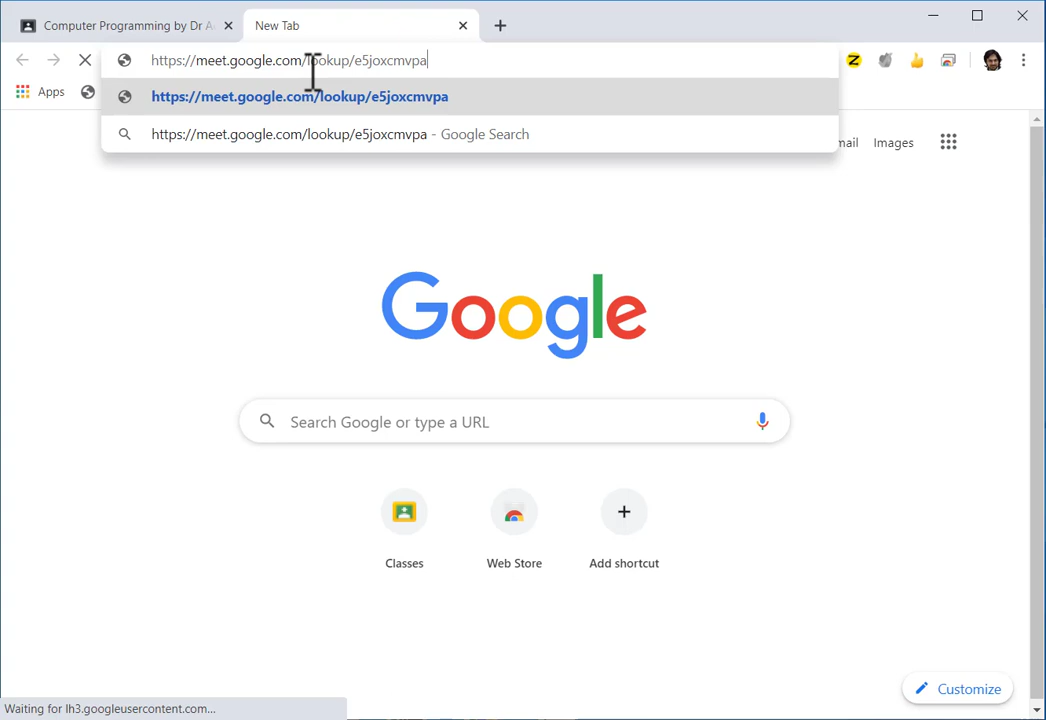 Computer Programming by Dr A
New Tab
https://meet.google.com/lookup/e5joxcmvpa
Apps
https://meet.google.com/lookup/e5joxcmvpa
https://meet.google.com/lookup/e5joxcmvpa - Google Search
mail Images
Google
Search Google or type a URL
Classes Web Store Add shortcut
Customize
Waiting for lh3.googleusercontent.com...